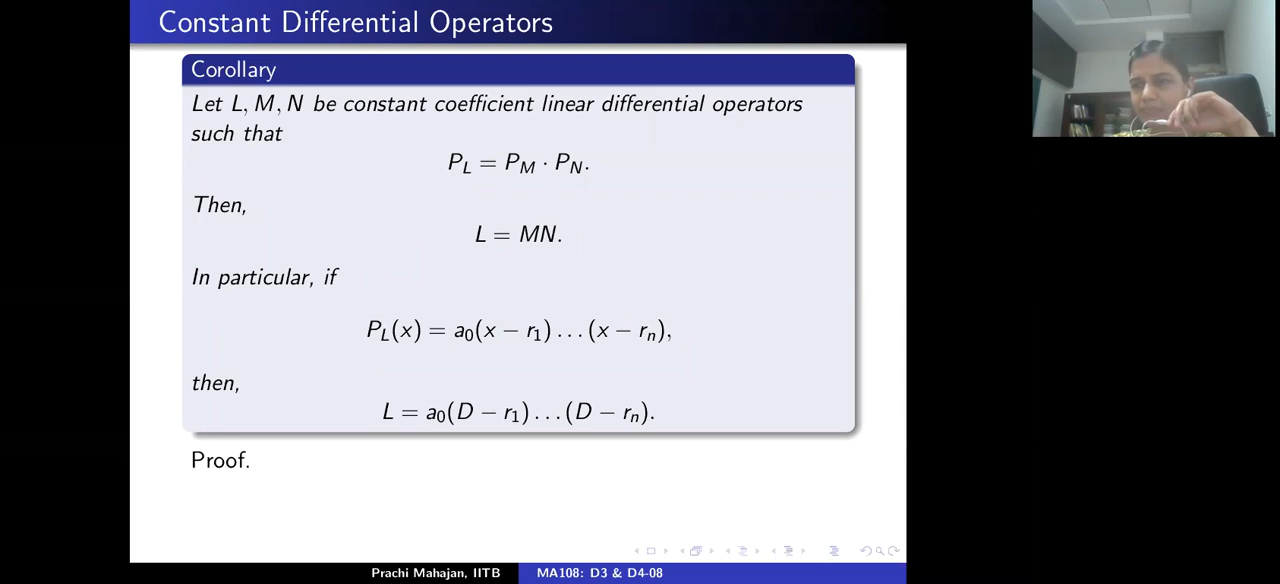 Constant Differential Operators
Corollary
Let L, M, N be constant coefficient linear differential operators
such that
P_L = P_M · P_N.
Then,
L = MN.
In particular, if
P_L(x) = a_0(x − r_1) . . . (x − r_n),
then,
L = a_0(D − r_1) . . . (D − r_n).
Proof.
Prachi Mahajan, IITB MA108: D3 & D4-08